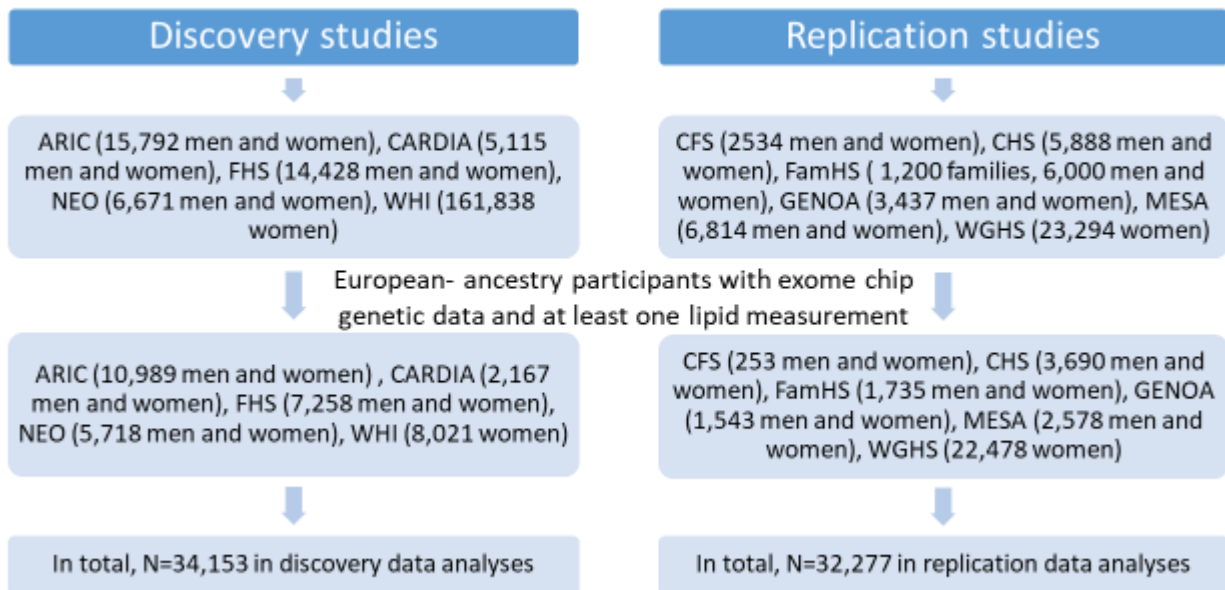 Discovery studies
ARIC (15,792 men and women), CARDIA (5,115
men and women), FHS (14,428 men and women),
NEO (6,671 men and women), WHI (161,838
women)
Replication studies
CFS (2534 men and women), CHS (5,888 men and
women), FamHS ( 1,200 families, 6,000 men and
women), GENOA (3,437 men and women), MESA
(6,814 men and women), WGHS (23,294 women)
European- ancestry participants with exome chip
genetic data and at least one lipid measurement
ARIC (10,989 men and women) , CARDIA (2,167
men and women), FHS (7,258 men and women),
NEO (5,718 men and women), WHI (8,021 women)
CFS (253 men and women), CHS (3,690 men and
women), FamHS (1,735 men and women), GENOA
(1,543 men and women), MESA (2,578 men and
women), WGHS (22,478 women)
In total, N=34,153 in discovery data analyses
In total, N=32,277 in replication data analyses